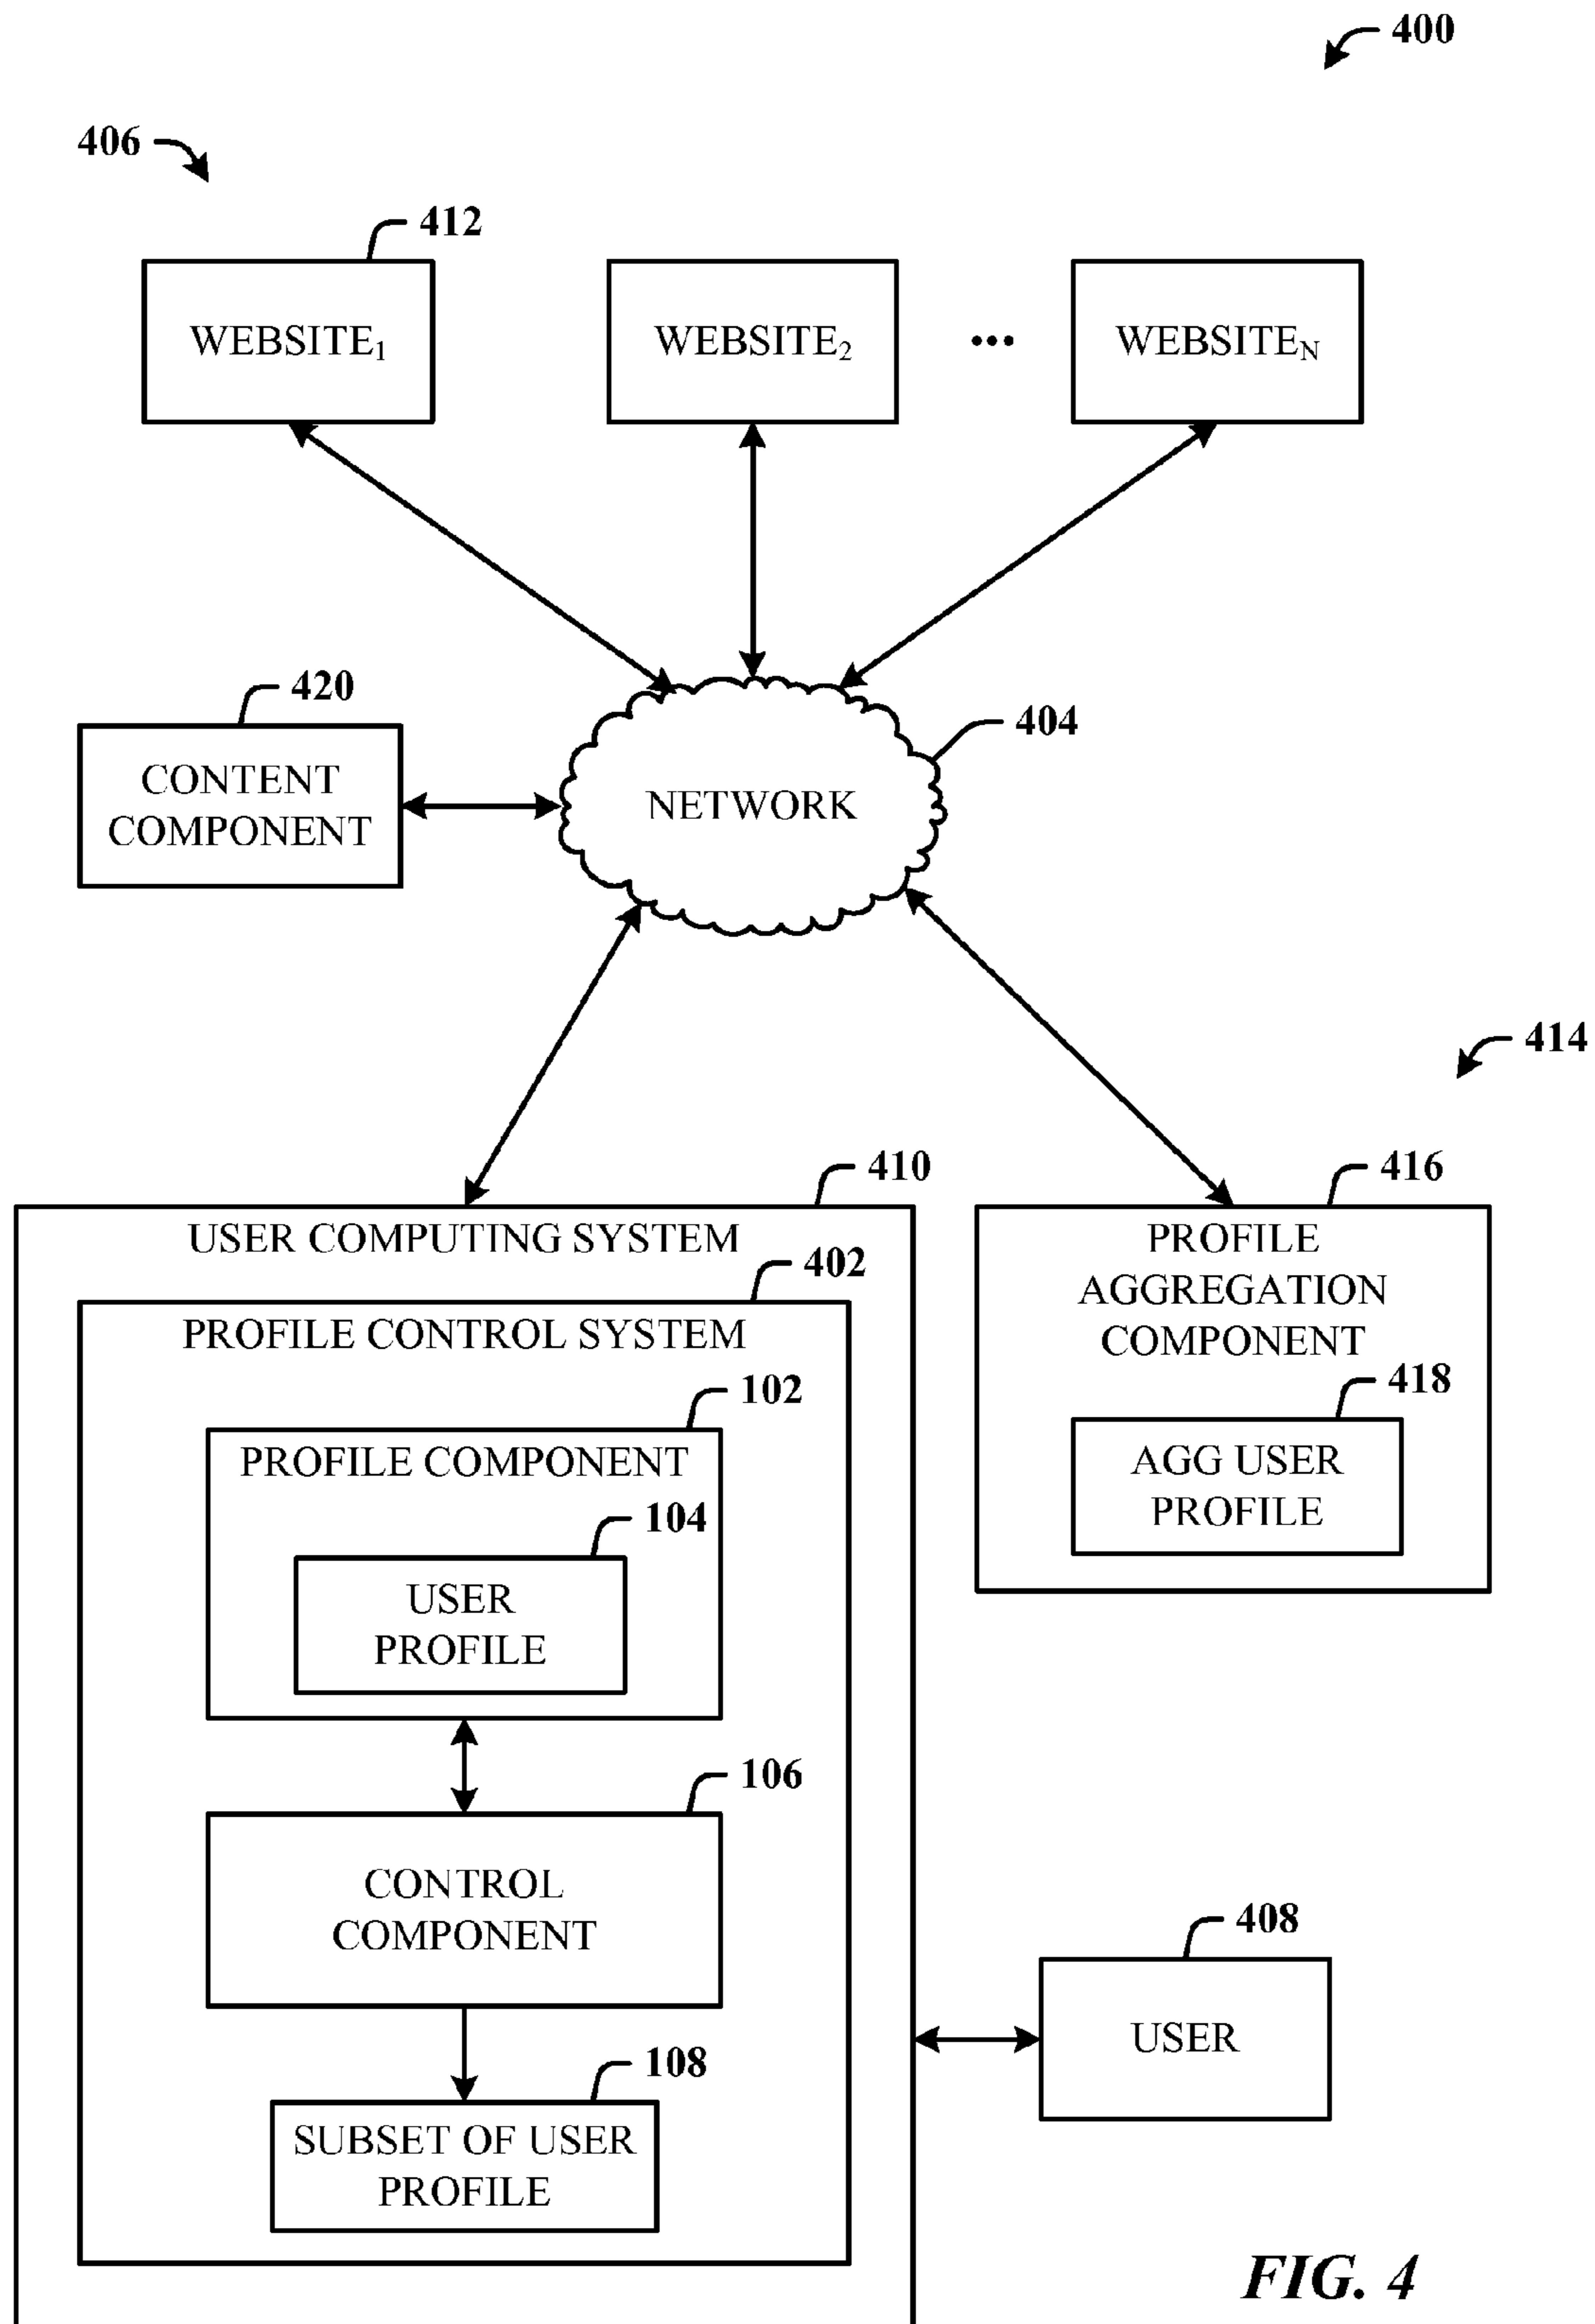 400
406
412
WEBSITE₁
WEBSITE₂
...
WEBSITEN
420
CONTENT
COMPONENT
404
NETWORK
414
410
USER COMPUTING SYSTEM
416
PROFILE
AGGREGATION
COMPONENT
402
PROFILE CONTROL SYSTEM
418
AGG USER
PROFILE
102
PROFILE COMPONENT
104
USER
PROFILE
106
CONTROL
COMPONENT
408
USER
108
SUBSET OF USER
PROFILE
FIG. 4